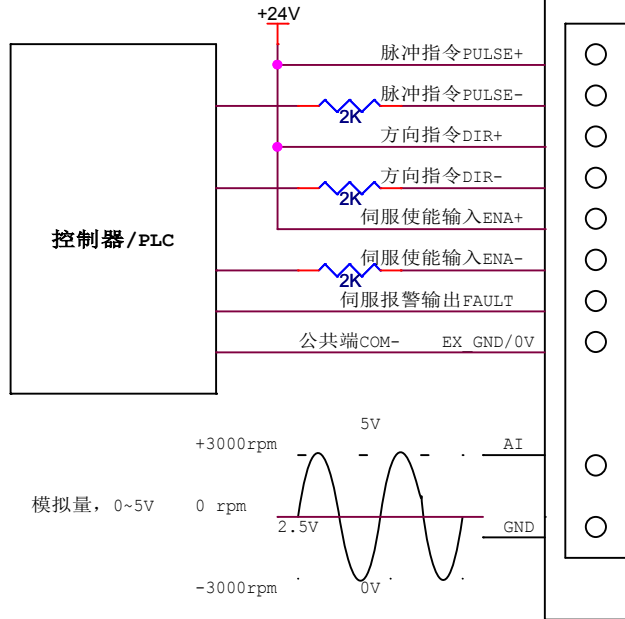 +24V
脉冲指令PULSE+
脉冲指令PULSE-
2K
方向指令DIR+
方向指令DIR-
2K
控制器/PLC
伺服使能输入ENA+
伺服使能输入ENA-
2K
伺服报警输出FAULT
公共端COM- EX_GND/0V
5V
+3000rpm
AI
模拟量，0~5V 0 rpm
2.5V
GND
-3000rpm
0V